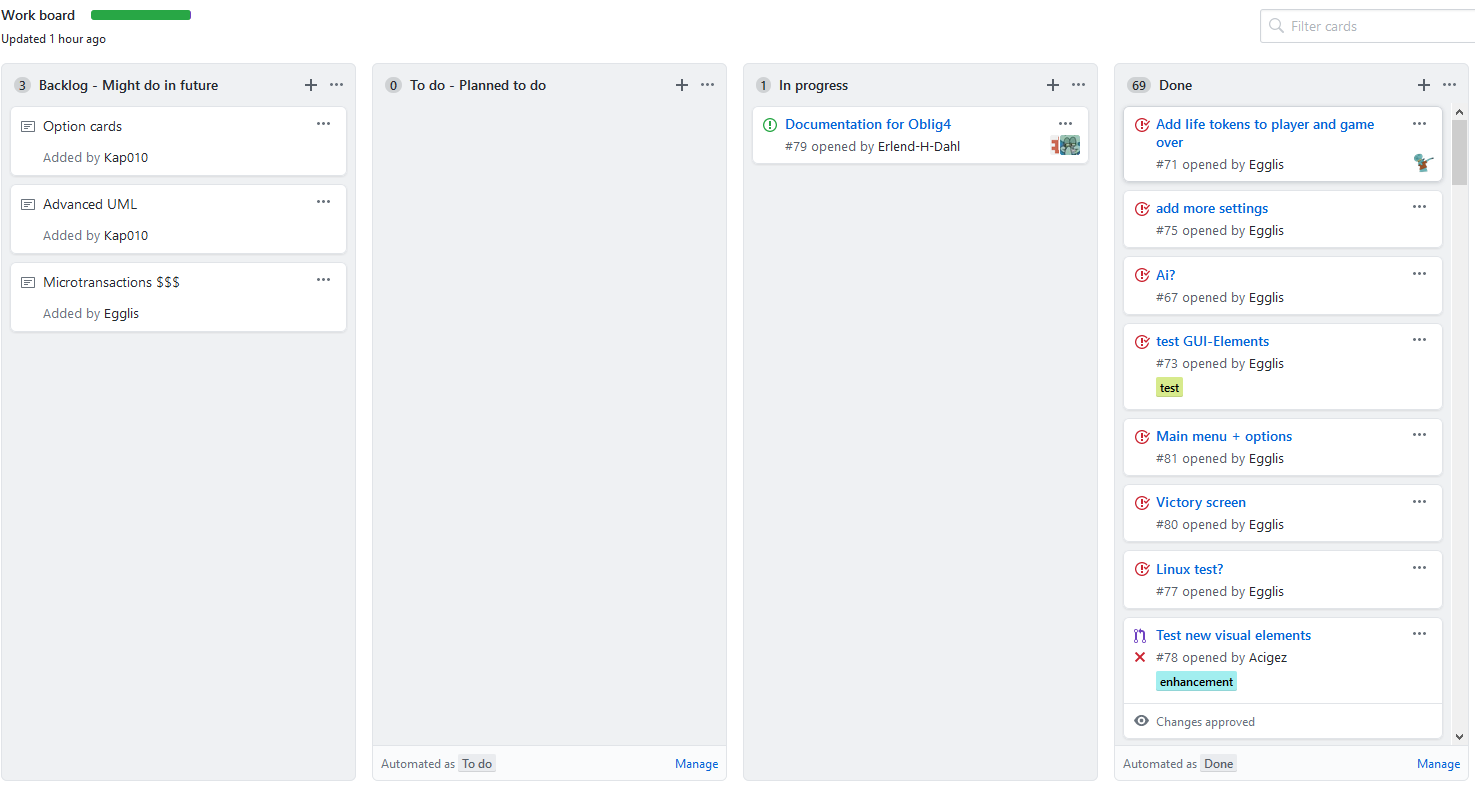 Work board
Updated 1 hour ago
Filter cards
3 Backlog - Might do in future
Option cards
Added by Kap010
Advanced UML
Added by Kap010
Microtransactions $$$
Added by Egglis
0 To do - Planned to do
Automated as To do Manage
1 In progress
Documentation for Oblig4
#79 opened by Erlend-H-Dahl
69 Done
Add life tokens to player and game
over
#71 opened by Egglis
add more settings
#75 opened by Egglis
Ai?
#67 opened by Egglis
test GUI-Elements
#73 opened by Egglis
test
Main menu + options
#81 opened by Egglis
Victory screen
#80 opened by Egglis
Linux test?
#77 opened by Egglis
Test new visual elements
#78 opened by Acigez
enhancement
Changes approved
Automated as Done Manage